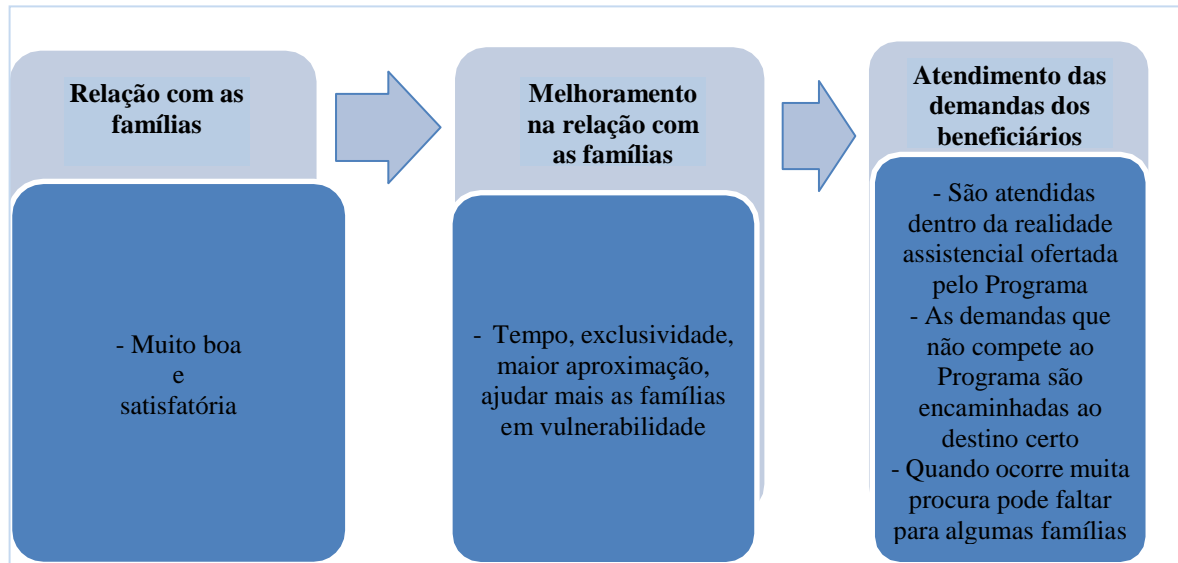 Relação com as
famílias
- Muito boa
e
satisfatória
Melhoramento
na relação com
as famílias
- Tempo, exclusividade,
maior aproximação,
ajudar mais as famílias
em vulnerabilidade
Atendimento das
demandas dos
beneficiários
- São atendidas
dentro da realidade
assistencial ofertada
pelo Programa
- As demandas que
não compete ao
Programa são
encaminhadas ao
destino certo
- Quando ocorre muita
procura pode faltar
para algumas famílias